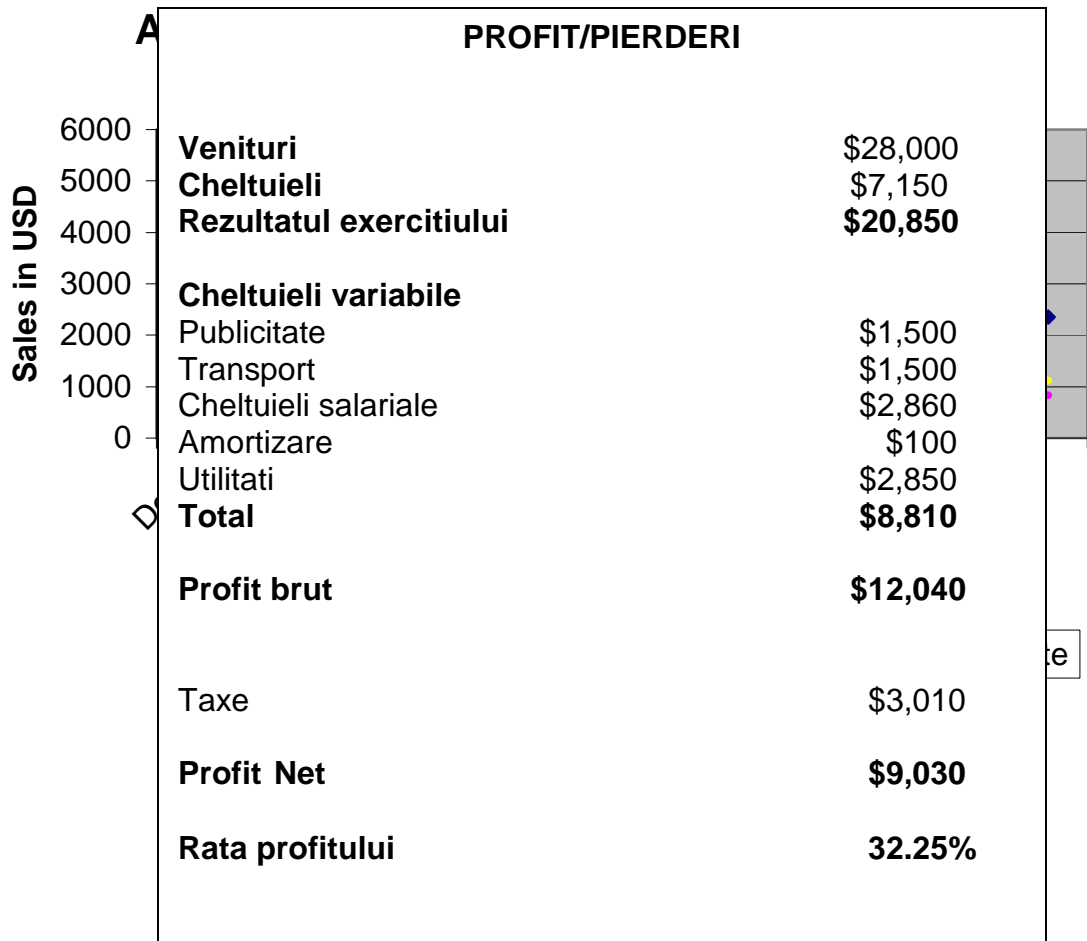 A
PROFIT/PIERDERI
Sales in USD
6000
5000
4000
3000
2000
1000
0
Venituri $28,000
Cheltuieli $7,150
Rezultatul exercitiului $20,850
Cheltuieli variabile
Publicitate $1,500
Transport $1,500
Cheltuieli salariale $2,860
Amortizare $100
Utilitati $2,850
Total $8,810
Profit brut $12,040
Taxe $3,010
Profit Net $9,030
Rata profitului 32.25%